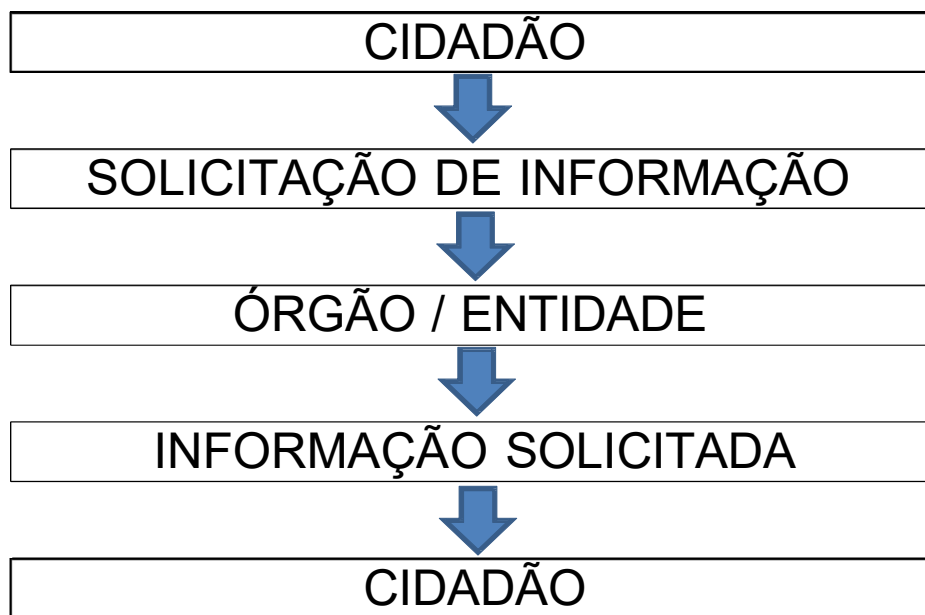 CIDADÃO
SOLICITAÇÃO DE INFORMAÇÃO
ÓRGÃO / ENTIDADE
INFORMAÇÃO SOLICITADA
CIDADÃO